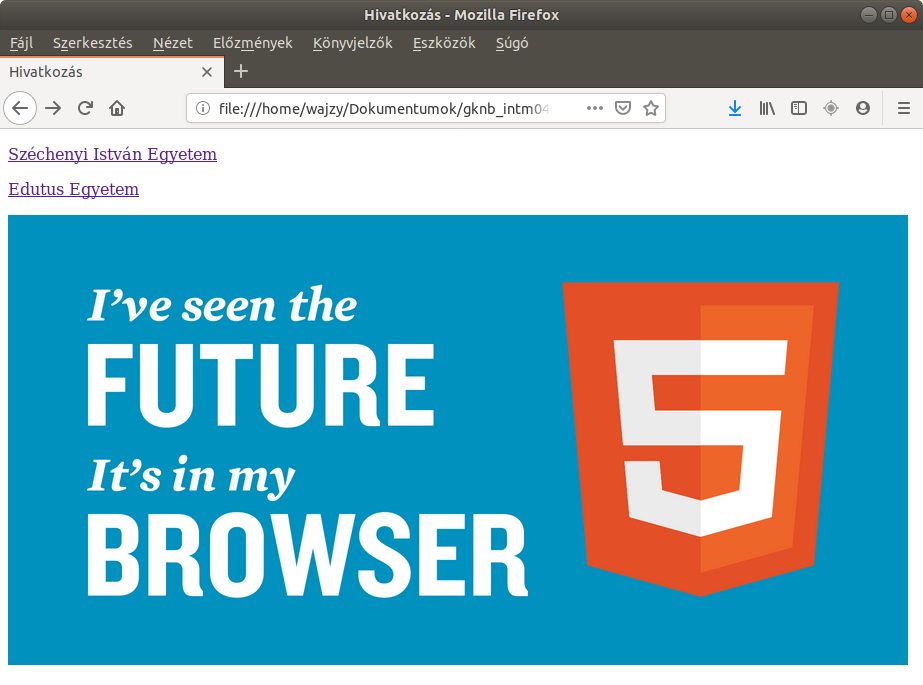 Hivatkozás - Mozilla Firefox
Fájl Szerkesztés Nézet Előzmények Könyvjelzők Eszközök Súgó
Hivatkozás
file:///home/wajzy/Dokumentumok/gknb_intm04
Széchenyi István Egyetem
Edutus Egyetem
I've seen the
FUTURE
It's in my
BROWSER
5